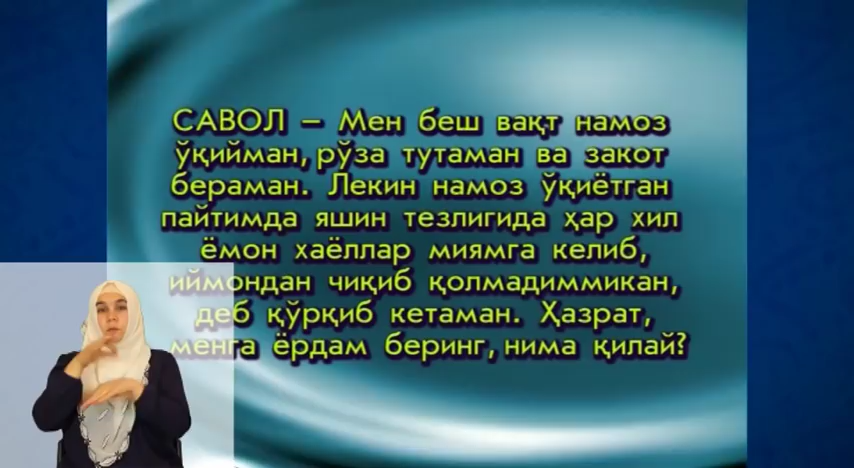 САВОЛ – Мен беш вақт намоз
ўқийман, рўза тутаман ва закот
бераман. Лекин намоз ўқиётган
пайтимда яшин тезлигида ҳар хил
ёмон хаёллар миямга келиб,
иймондан чиқиб қолмадиммикан,
деб қўрқиб кетаман. Ҳазрат,
менга ёрдам беринг, нима қилай?